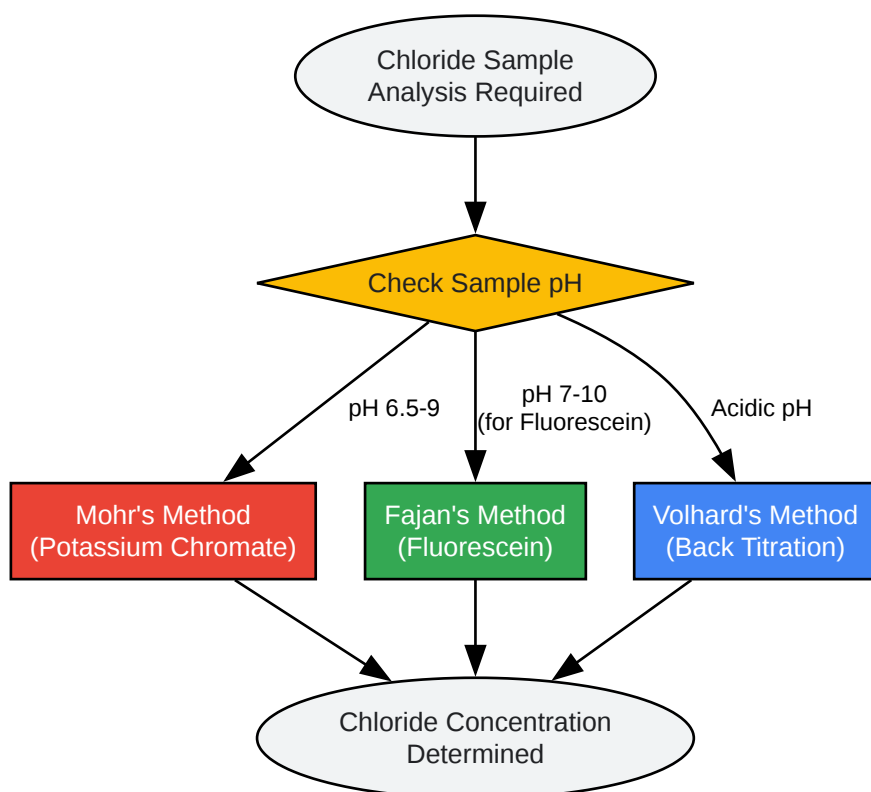 Chloride Sample
Analysis Required
Check Sample pH
pH 6.5-9
pH 7-10
(for Fluorescein)
Acidic pH
Mohr's Method
(Potassium Chromate)
Fajan's Method
(Fluorescein)
Volhard's Method
(Back Titration)
Chloride Concentration
Determined